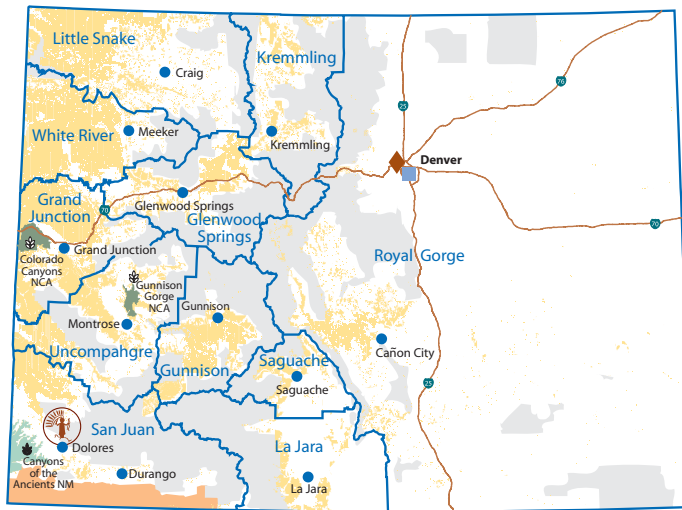 Little Snake
Kremmling
Craig
76
25
White River
Meeker
Kremmling
Denver
Grand
Junction
Glenwood Springs
70
Glenwood
Springs
70
Colorado
Canyons
NCA
Grand Junction
Royal Gorge
Gunnison
Gorge
NCA
Gunnison
Montrose
Uncompahgre
Cañon City
Saguache
Gunnison
25
Saguache
San Juan
Dolores
La Jara
Canyons
of the
Ancients NM
Durango
La Jara